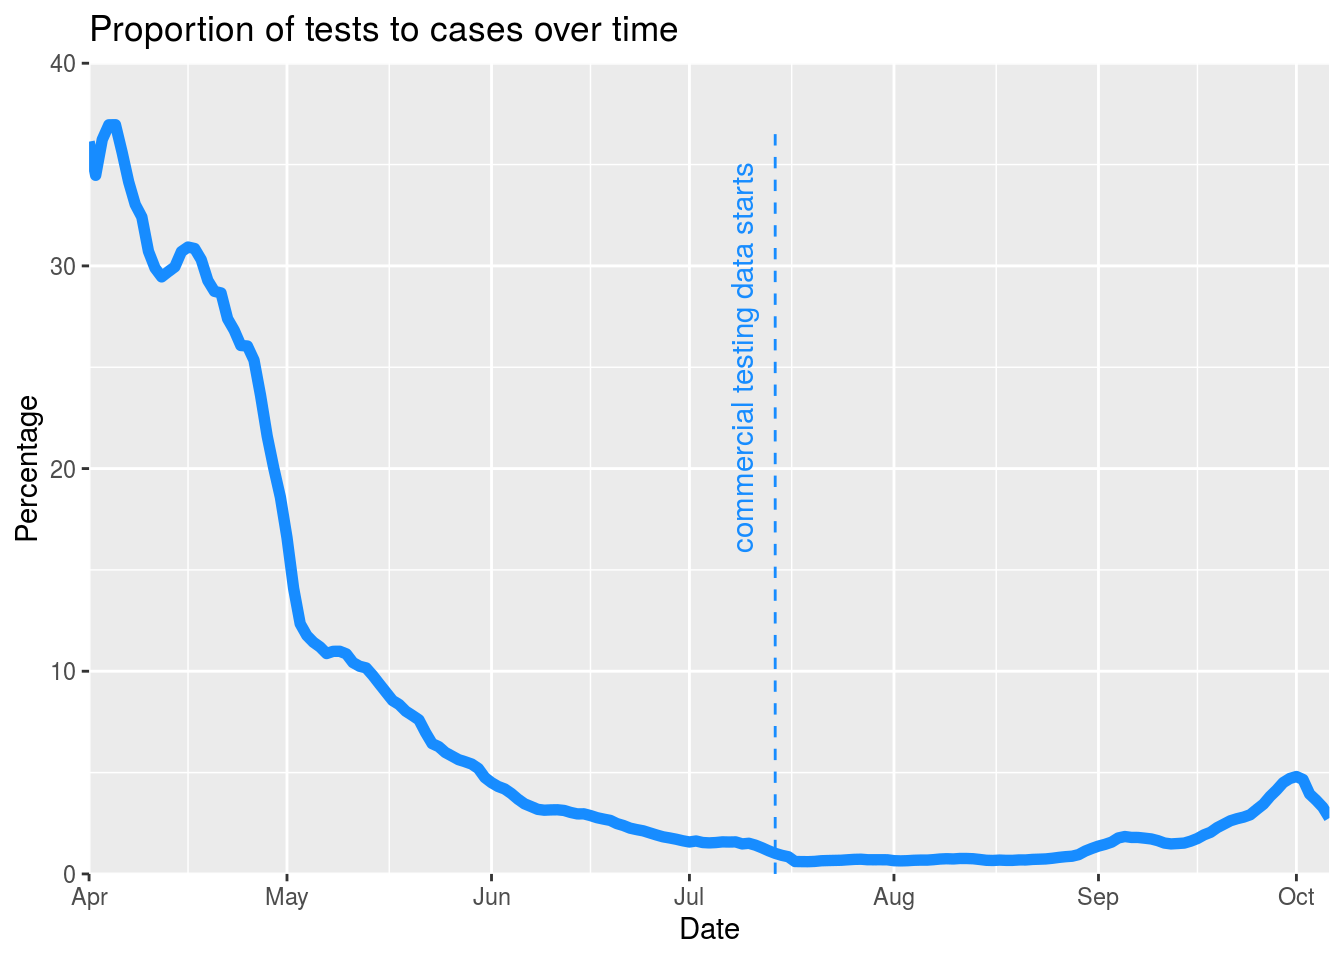 Proportion of tests to cases over time
40
30
20
10
0
Percentage
commercial testing data starts
Apr May Jun Jul Aug Sep Oct
Date